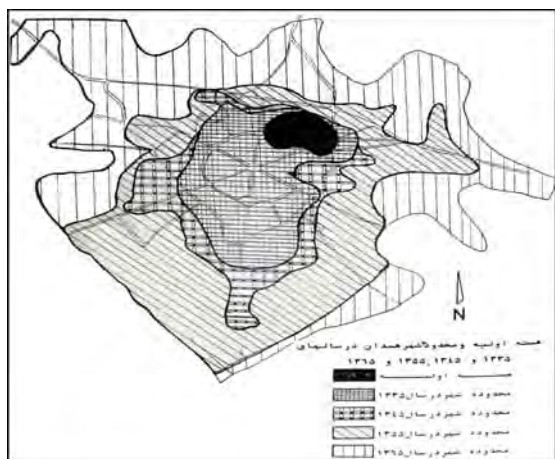 N
هسته اولیه و محدوده شهر همدان در سالهای
۱۳۳۵ و ۱۳۴۵,۱۳۵۵ و ۱۳۶۵
هسته اولیه
محدوده شهر در سال ۱۳۳۵
محدوده شهر در سال ۱۳۴۵
محدوده شهر در سال ۱۳۵۵
محدوده شهر در سال ۱۳۶۵